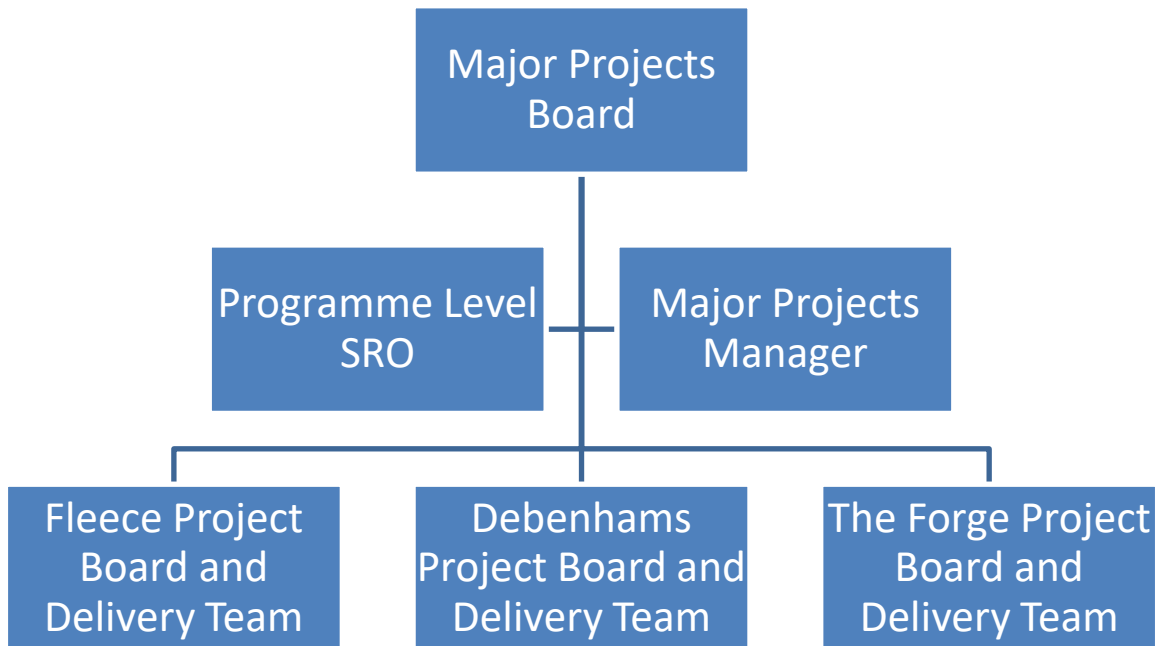 Major Projects
Board
Programme Level
SRO
Major Projects
Manager
Fleece Project
Board and
Delivery Team
Debenhams
Project Board and
Delivery Team
The Forge Project
Board and
Delivery Team